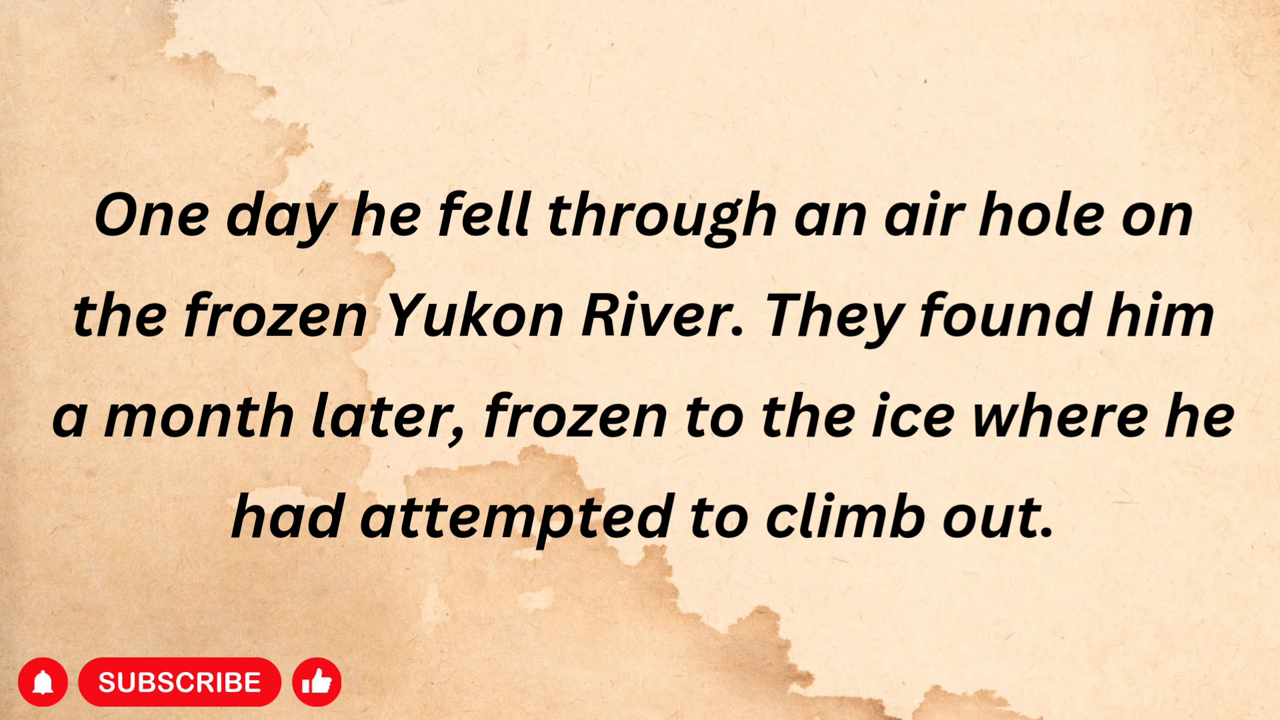 One day he fell through an air hole on
the frozen Yukon River. They found him
a month later, frozen to the ice where he
had attempted to climb out.
SUBSCRIBE